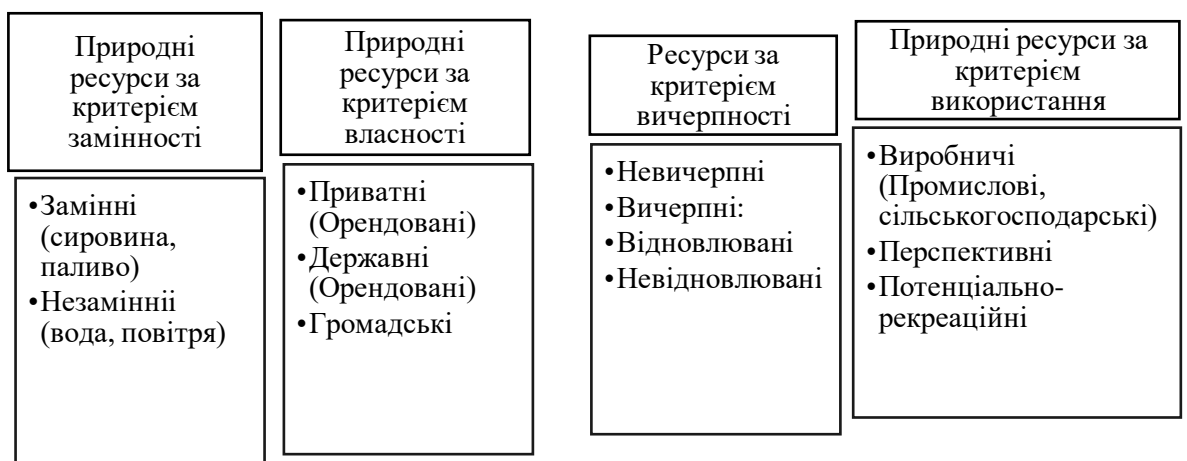 Природні
ресурси за
критерієм
замінності
•Замінні
(сировина,
паливо)
•Незамінніі
(вода, повітря)
Природні
ресурси за
критерієм
власності
•Приватні
(Орендовані)
•Державні
(Орендовані)
•Громадські
Ресурси за
критерієм
вичерпності
•Невичерпні
•Вичерпні:
•Відновлювані
•Невідновлювані
Природні ресурси за
критерієм
використання
•Виробничі
(Промислові,
сільськогосподарські)
•Перспективні
•Потенціально-
рекреаційні